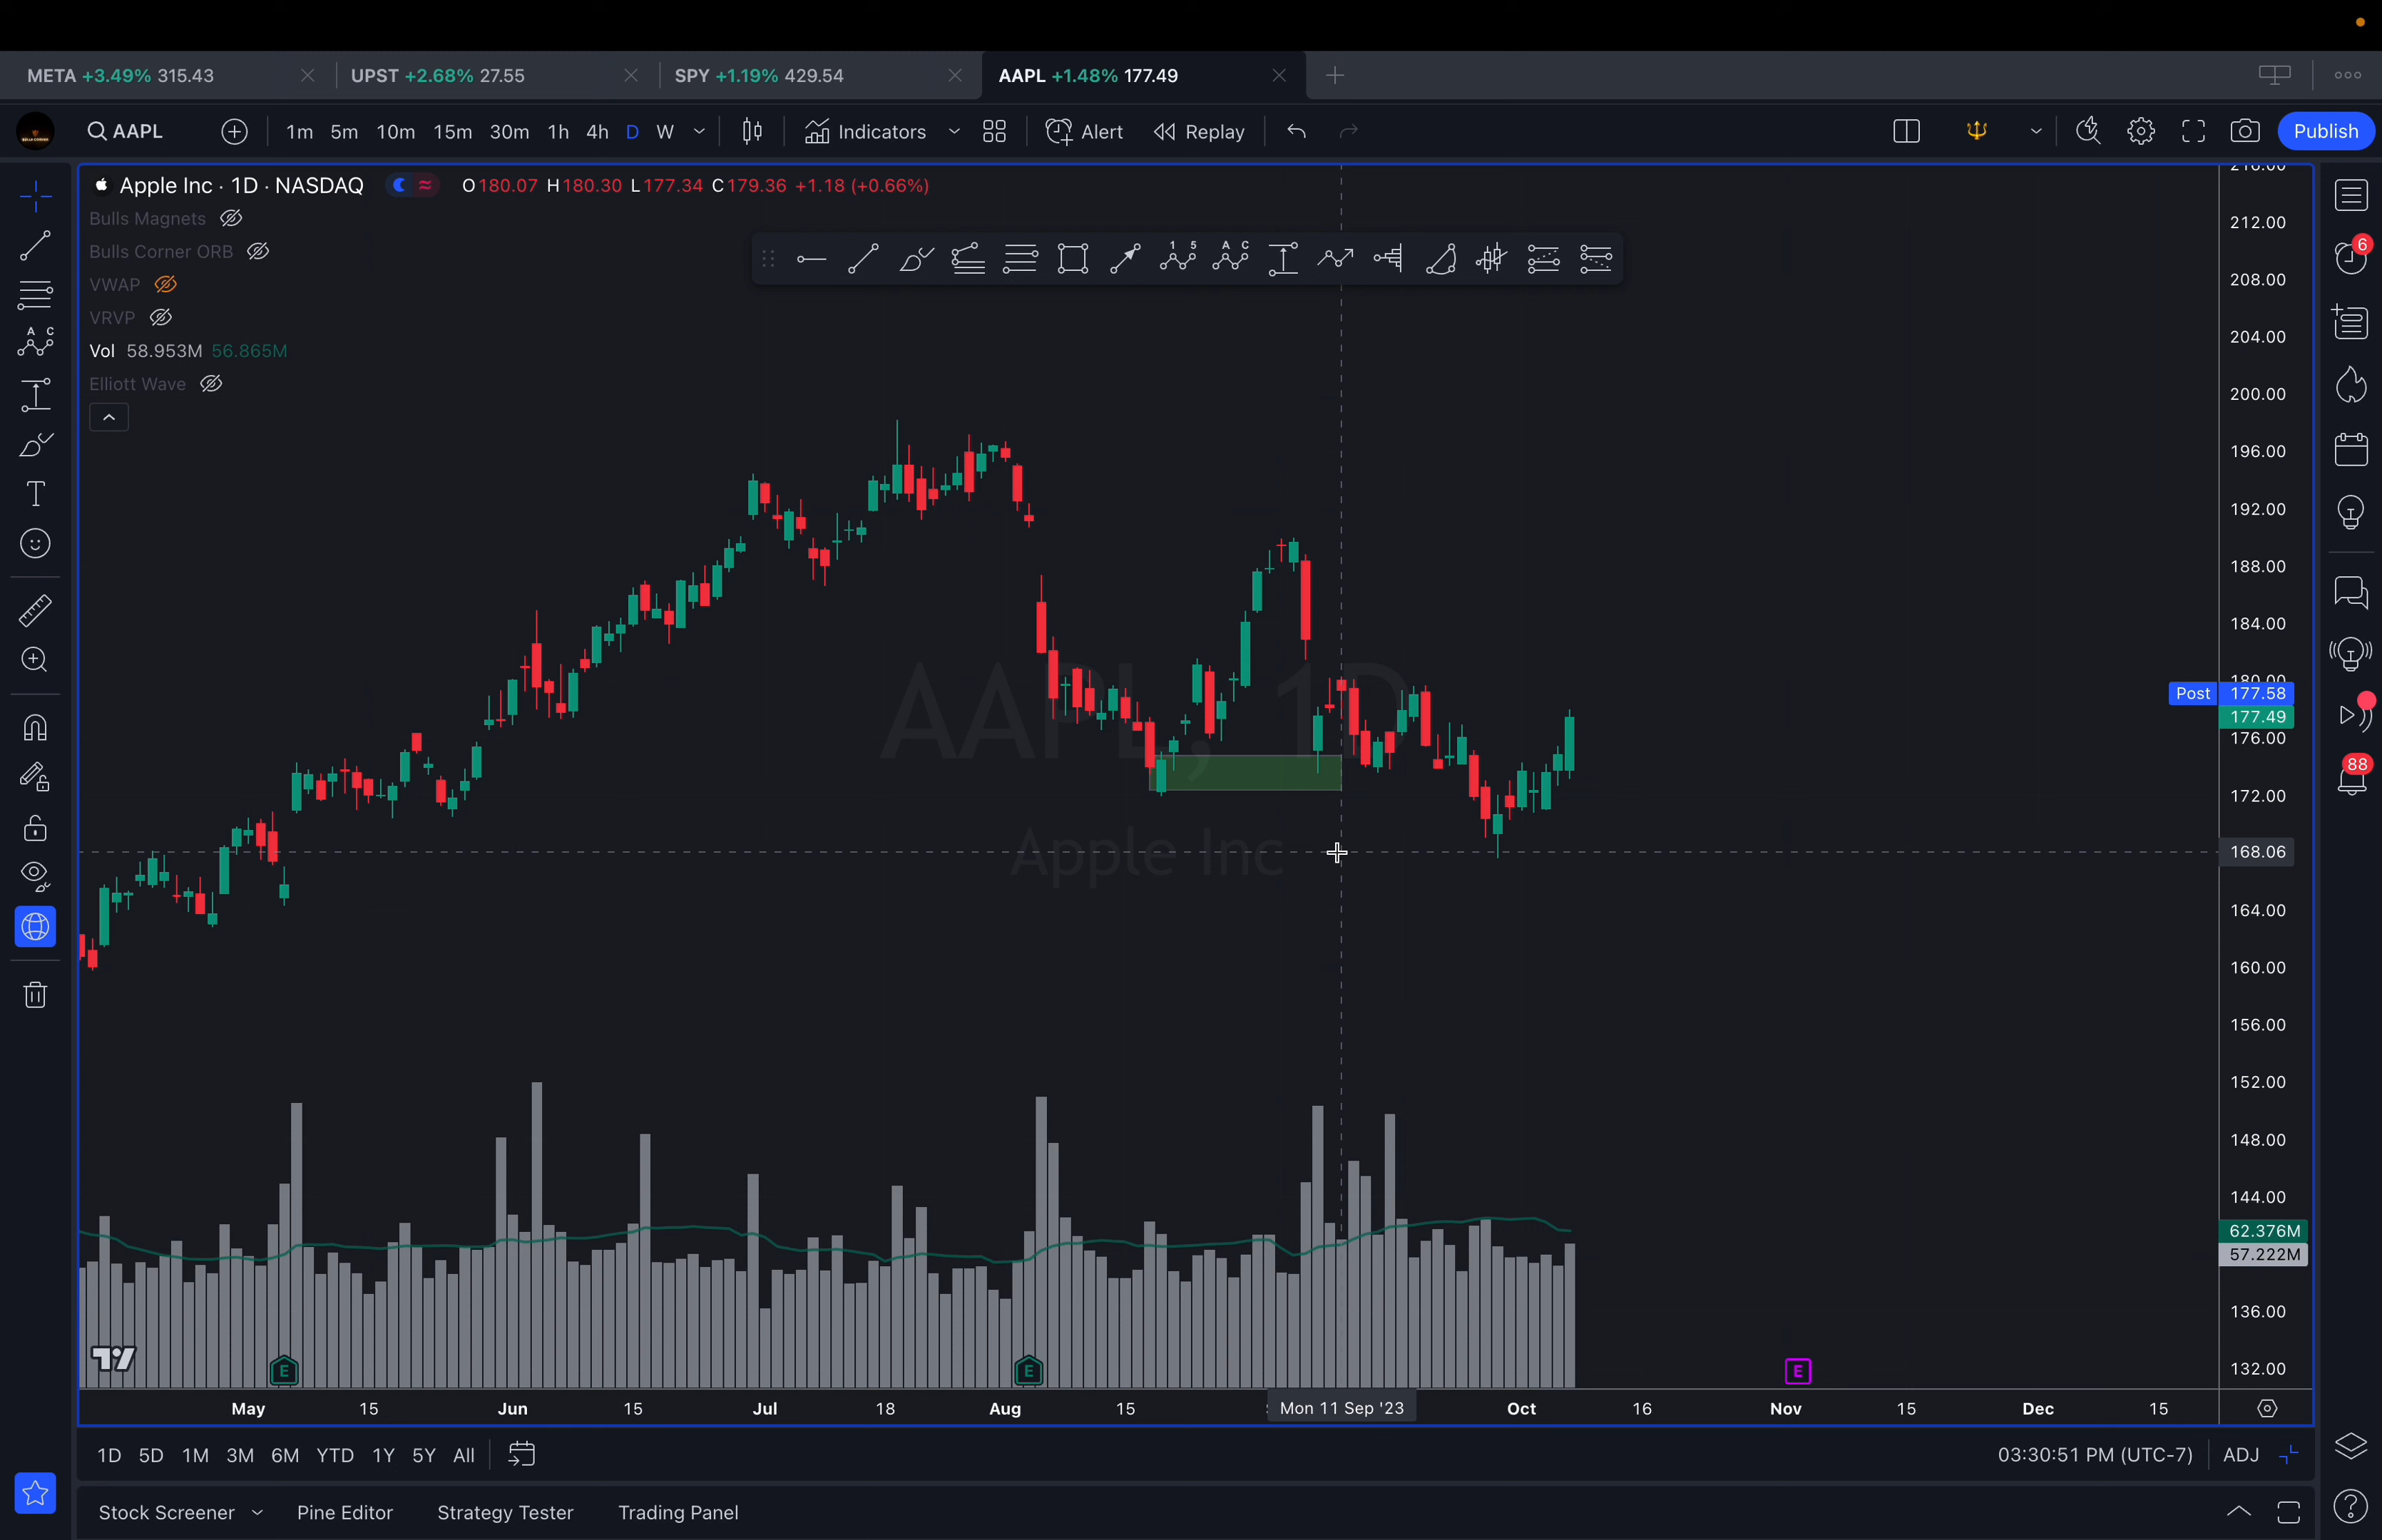 META +3.49% 315.43 UPST +2.68% 27.55 SPY +1.19% 429.54 AAPL +1.48% 177.49
AAPL 1m 5m 10m 15m 30m 1h 4h D W Indicators Alert Replay Publish
Apple Inc · 1D · NASDAQ O180.07 H180.30 L177.34 C179.36 +1.18 (+0.66%)
Bulls Magnets
Bulls Corner ORB
VWAP
VRVP
Vol 58.953M 56.865M
Elliott Wave
AAPL, 1D
Apple Inc
216.00
212.00
208.00
204.00
200.00
196.00
192.00
188.00
184.00
180.00
Post 177.58
177.49
176.00
172.00
168.06
164.00
160.00
156.00
152.00
148.00
144.00
62.376M
57.222M
136.00
132.00
6
88
A C
T
1 5
A C
E E E
May 15 Jun 15 Jul 18 Aug 15 Mon 11 Sep '23 Oct 16 Nov 15 Dec 15
1D 5D 1M 3M 6M YTD 1Y 5Y All 03:30:51 PM (UTC-7) ADJ
Stock Screener Pine Editor Strategy Tester Trading Panel